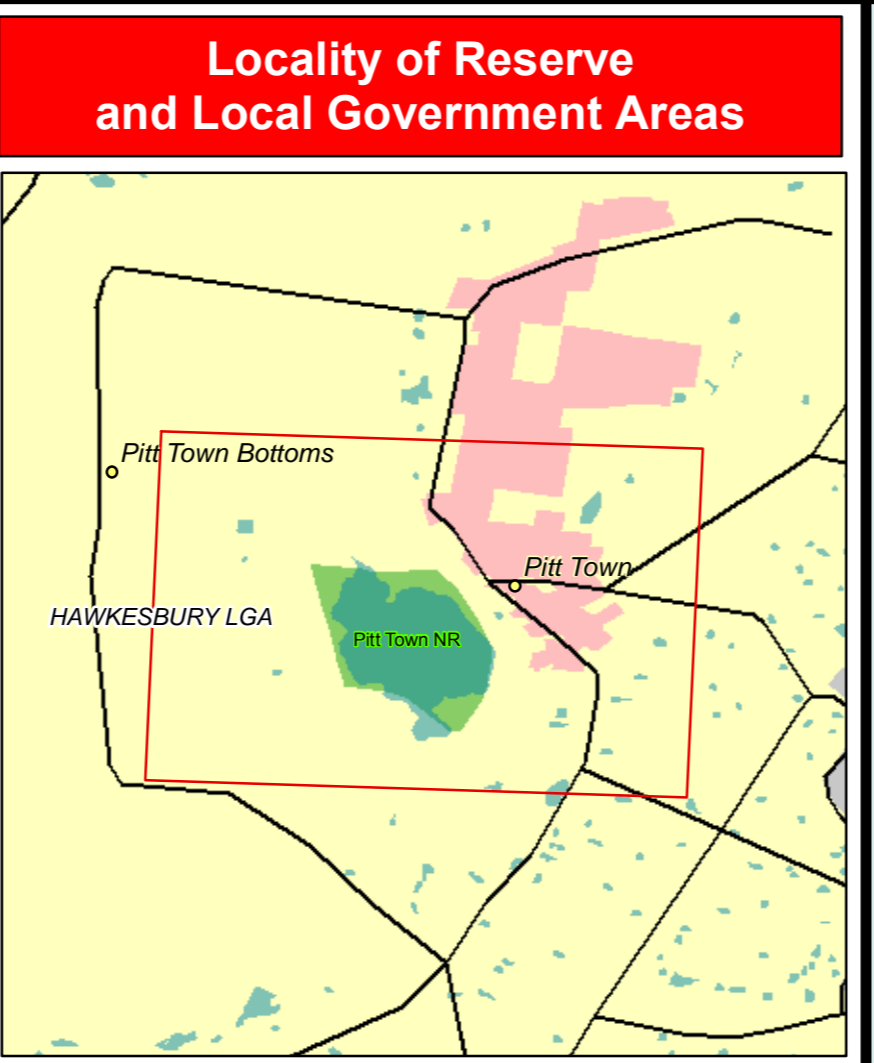 Locality of Reserve
and Local Government Areas
Pitt Town Bottoms
Pitt Town
HAWKESBURY LGA
Pitt Town NR